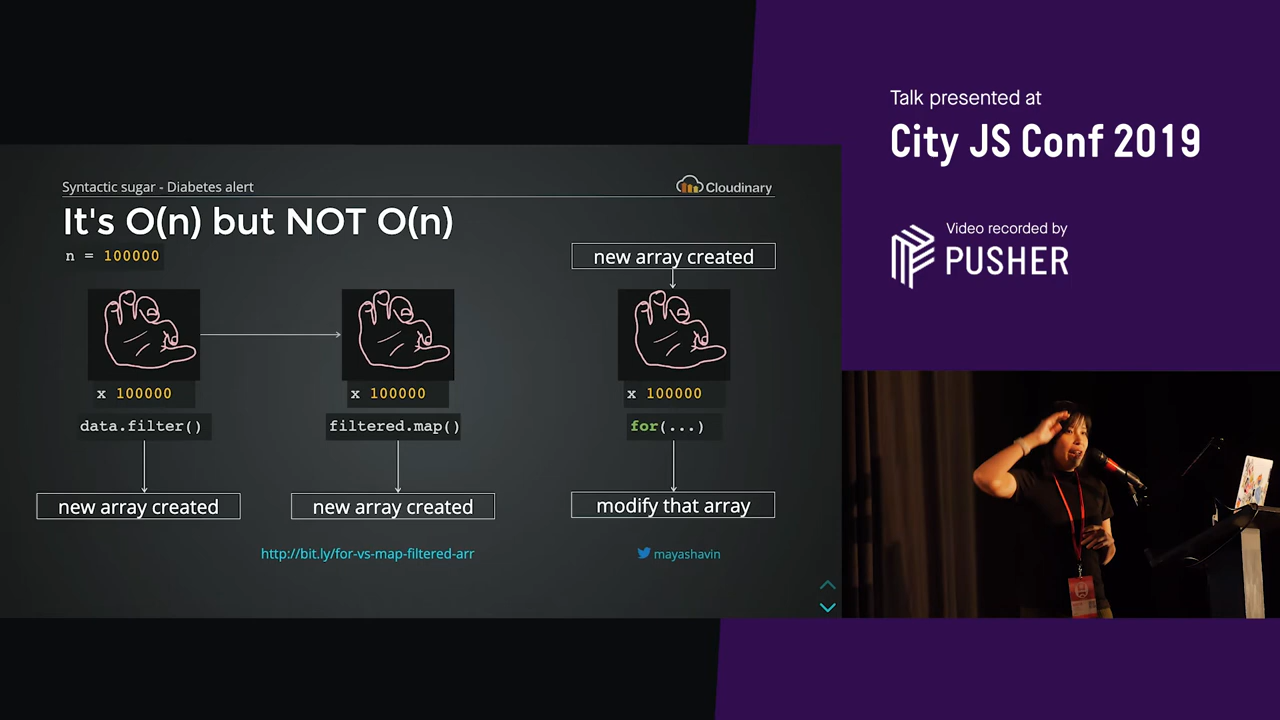 Talk presented at
City JS Conf 2019
Video recorded by
PUSHER
Syntactic sugar - Diabetes alert
Cloudinary
It's O(n) but NOT O(n)
n = 100000
new array created
x 100000
x 100000
x 100000
data.filter()
filtered.map()
for(...)
new array created
new array created
modify that array
http://bit.ly/for-vs-map-filtered-arr
mayashavin